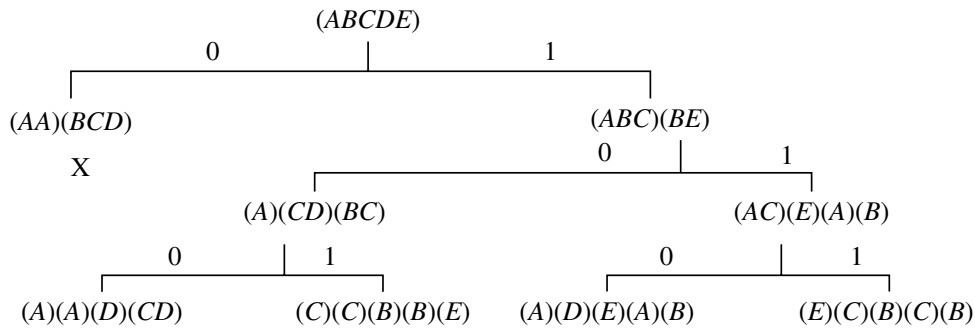 (ABCDE)
0 1
(AA)(BCD) (ABC)(BE)
X
0 1
(A)(CD)(BC) (AC)(E)(A)(B)
0 1 0 1
(A)(A)(D)(CD) (C)(C)(B)(B)(E) (A)(D)(E)(A)(B) (E)(C)(B)(C)(B)